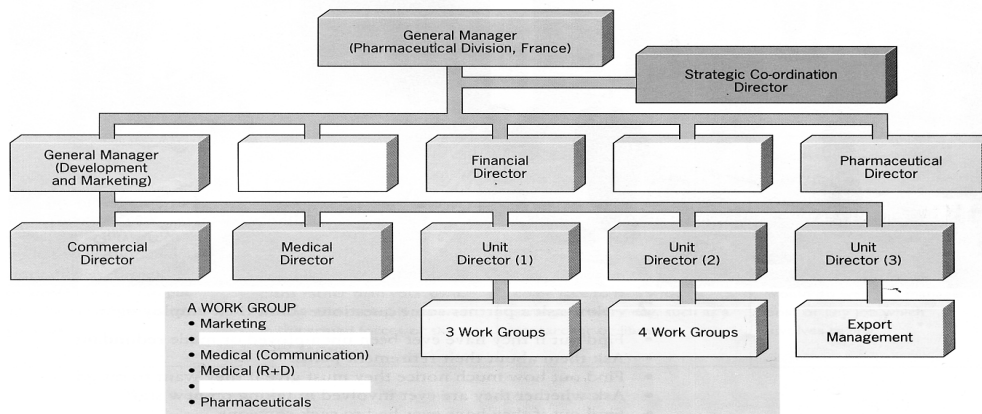 General Manager
(Pharmaceutical Division, France)
Strategic Co-ordination
Director
General Manager
(Development
and Marketing)
Financial
Director
Pharmaceutical
Director
Commercial
Director
Medical
Director
Unit
Director (1)
Unit
Director (2)
Unit
Director (3)
3 Work Groups
4 Work Groups
Export
Management
A WORK GROUP
• Marketing
•
• Medical (Communication)
• Medical (R+D)
•
• Pharmaceuticals